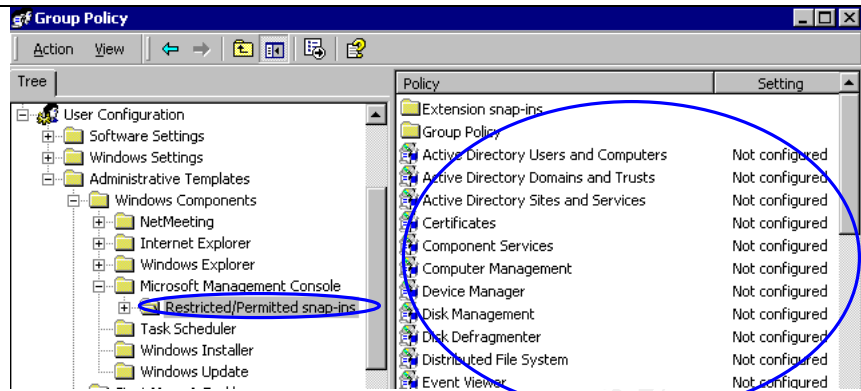 Group Policy
Action View
Tree
Policy Setting
User Configuration
Software Settings
Windows Settings
Administrative Templates
Windows Components
NetMeeting
Internet Explorer
Windows Explorer
Microsoft Management Console
Restricted/Permitted snap-ins
Task Scheduler
Windows Installer
Windows Update
Extension snap-ins
Group Policy
Active Directory Users and Computers Not configured
Active Directory Domains and Trusts Not configured
Active Directory Sites and Services Not configured
Certificates Not configured
Component Services Not configured
Computer Management Not configured
Device Manager Not configured
Disk Management Not configured
Disk Defragmenter Not configured
Distributed File System Not configured
Event Viewer Not configured